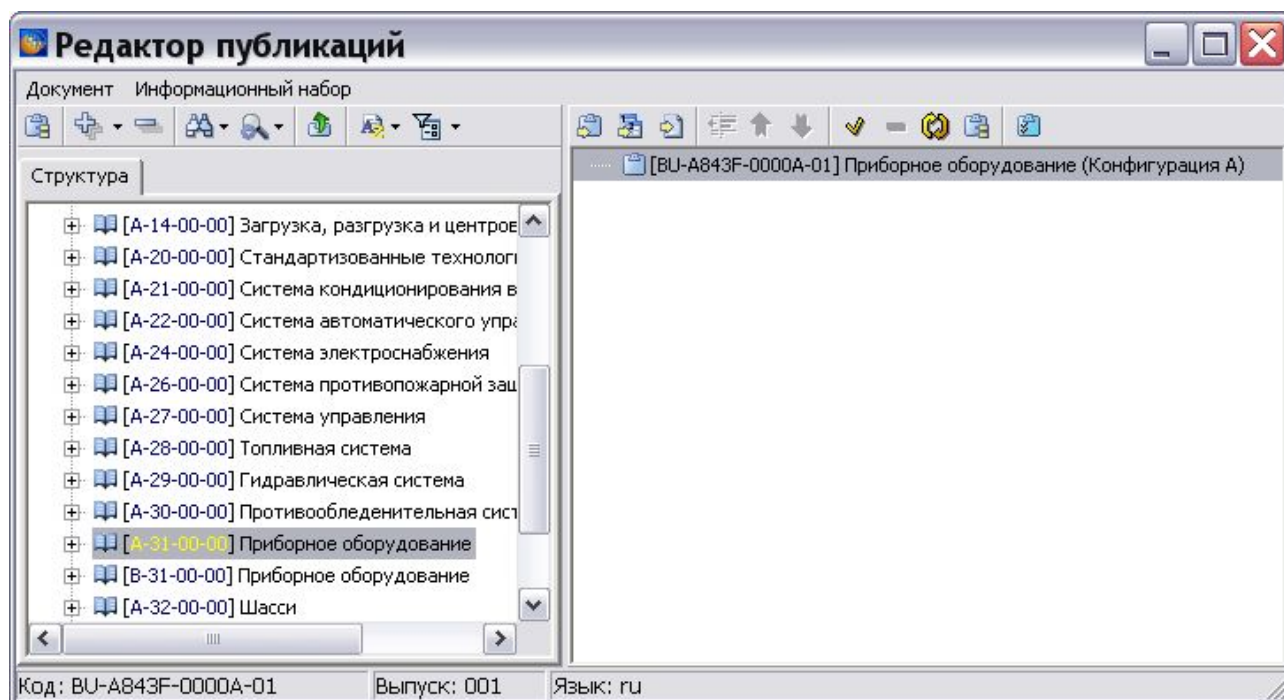 Редактор публикаций
Документ Информационный набор
Структура
[A-14-00-00] Загрузка, разгрузка и центров
[A-20-00-00] Стандартизованные технолог
[A-21-00-00] Система кондиционирования в
[A-22-00-00] Система автоматического упра
[A-24-00-00] Система электроснабжения
[A-26-00-00] Система противопожарной защ
[A-27-00-00] Система управления
[A-28-00-00] Топливная система
[A-29-00-00] Гидравлическая система
[A-30-00-00] Противообледенительная сист
[A-31-00-00] Приборное оборудование
[B-31-00-00] Приборное оборудование
[A-32-00-00] Шасси
[BU-A843F-0000A-01] Приборное оборудование (Конфигурация A)
Код: BU-A843F-0000A-01 Выпуск: 001 Язык: ru